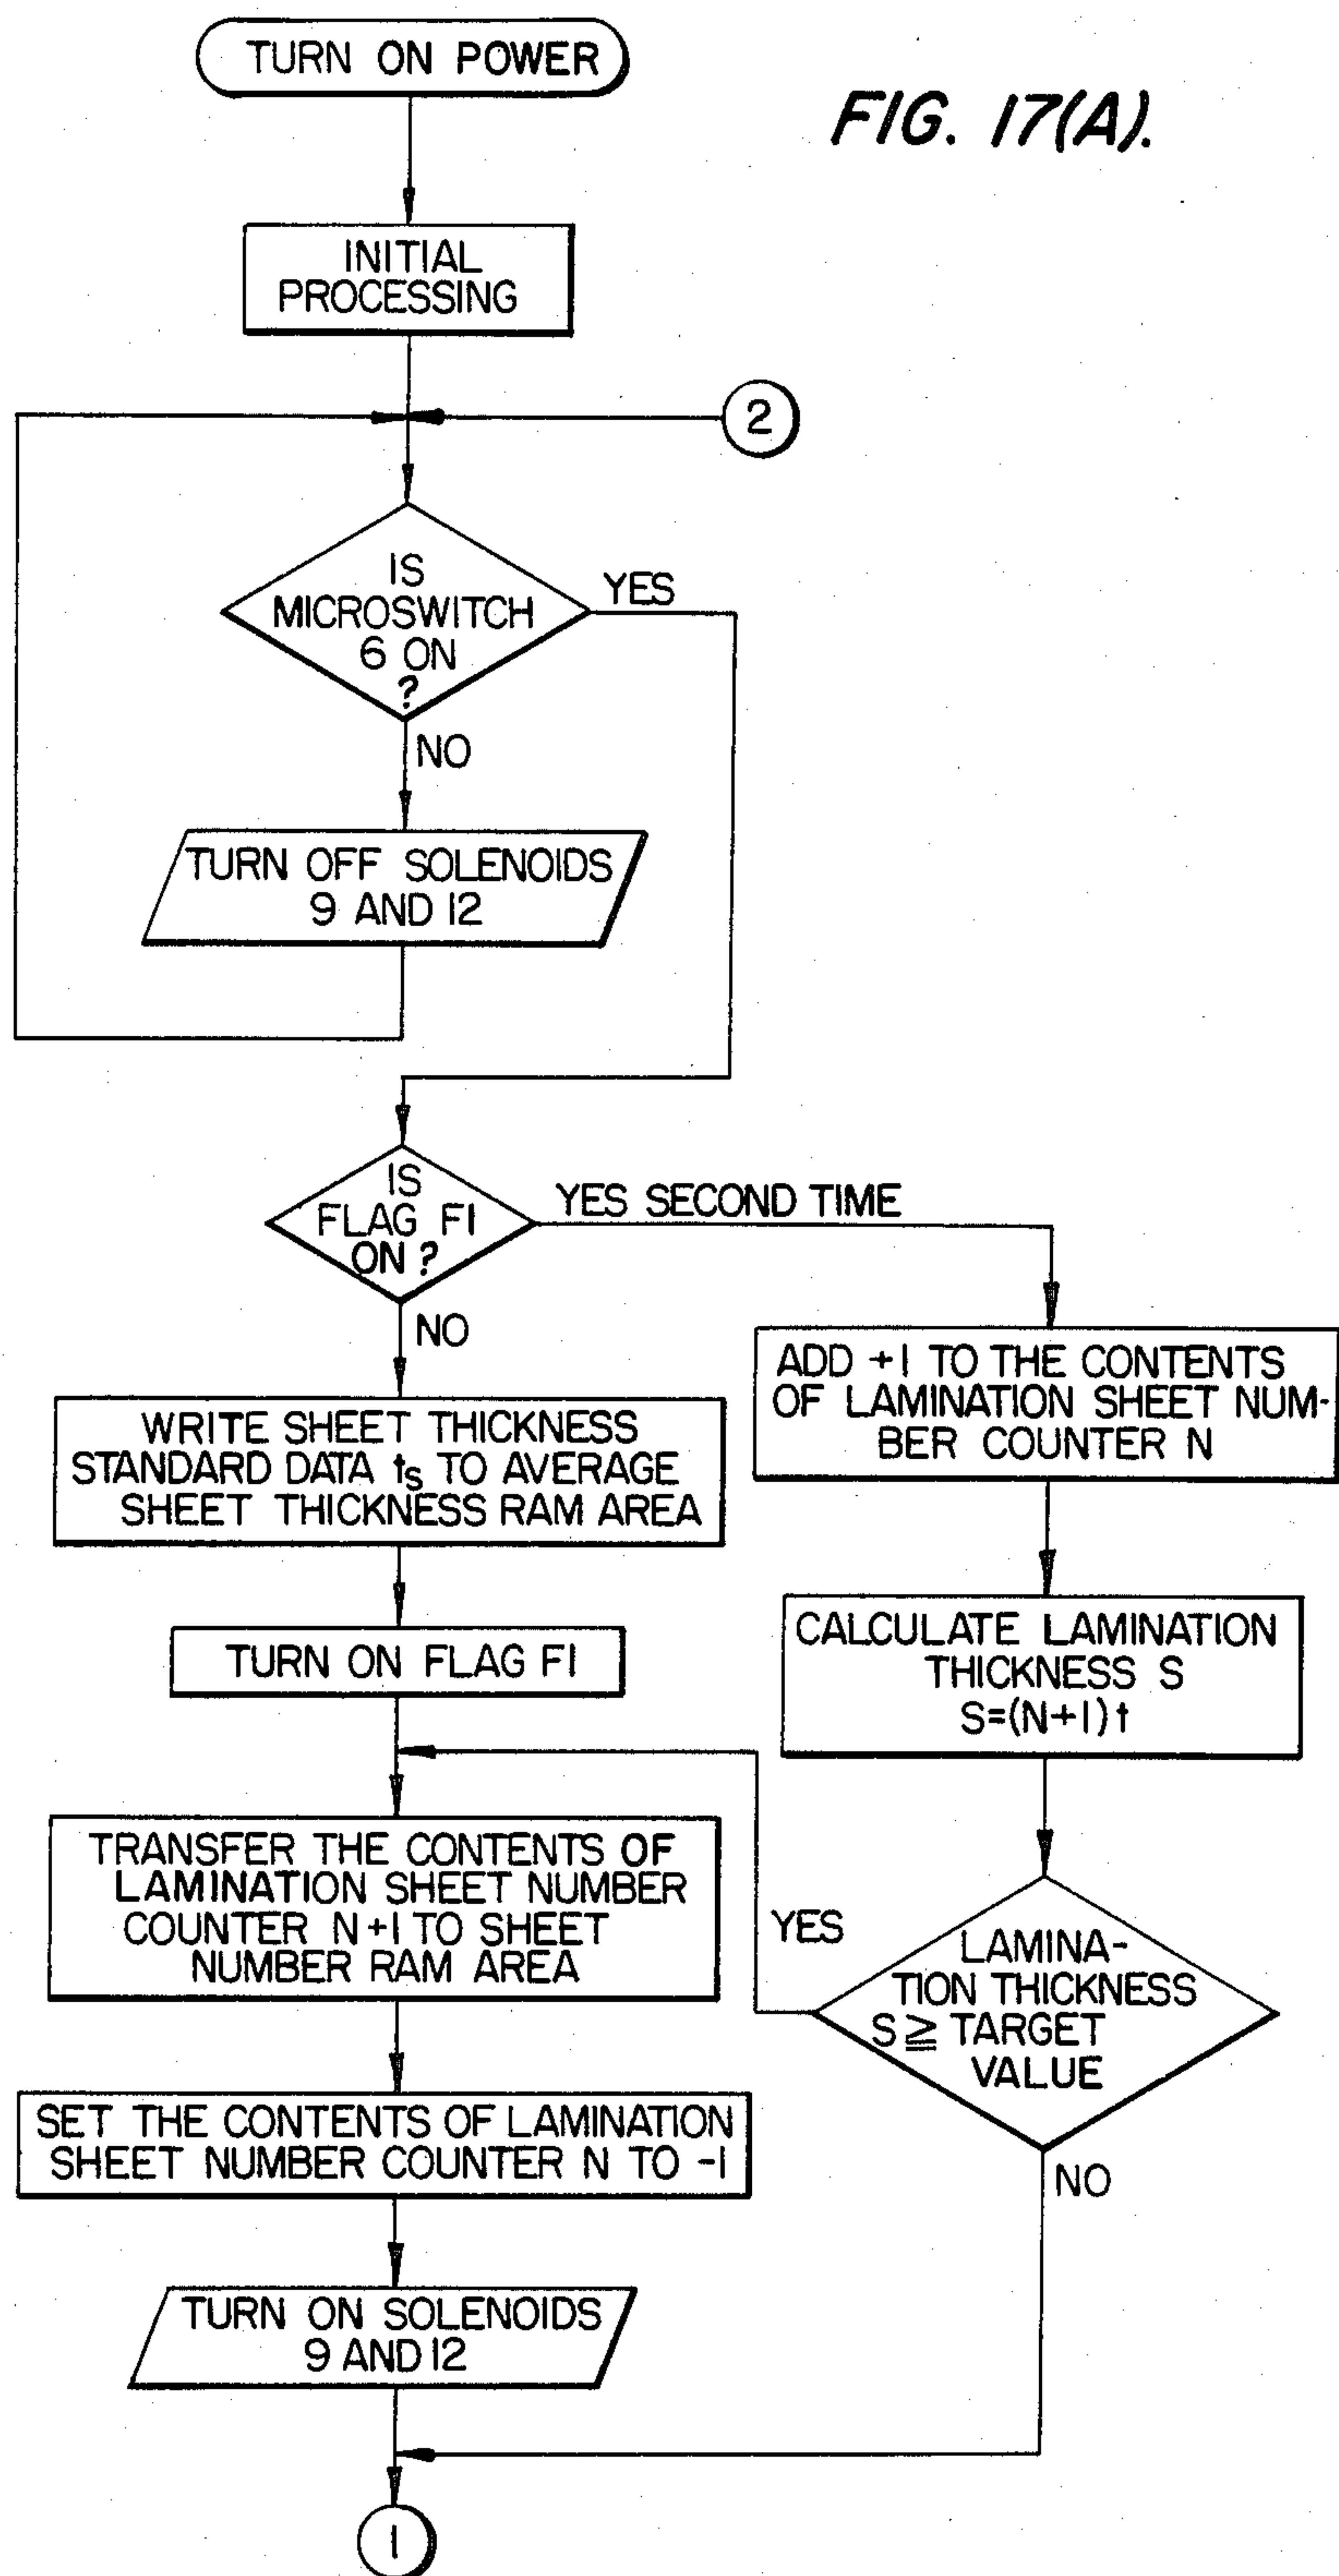 TURN ON POWER
FIG. 17(A).
INITIAL
PROCESSING
2
IS
MICROSWITCH
6 ON
?
YES
NO
TURN OFF SOLENOIDS
9 AND 12
IS
FLAG F1
ON ?
YES SECOND TIME
NO
ADD +1 TO THE CONTENTS
OF LAMINATION SHEET NUM-
BER COUNTER N
WRITE SHEET THICKNESS
STANDARD DATA ts TO AVERAGE
SHEET THICKNESS RAM AREA
CALCULATE LAMINATION
THICKNESS S
S=(N+1)t
TURN ON FLAG F1
TRANSFER THE CONTENTS OF
LAMINATION SHEET NUMBER
COUNTER N+1 TO SHEET
NUMBER RAM AREA
YES
LAMINA-
TION THICKNESS
S≧TARGET
VALUE
NO
SET THE CONTENTS OF LAMINATION
SHEET NUMBER COUNTER N TO -1
TURN ON SOLENOIDS
9 AND 12
1